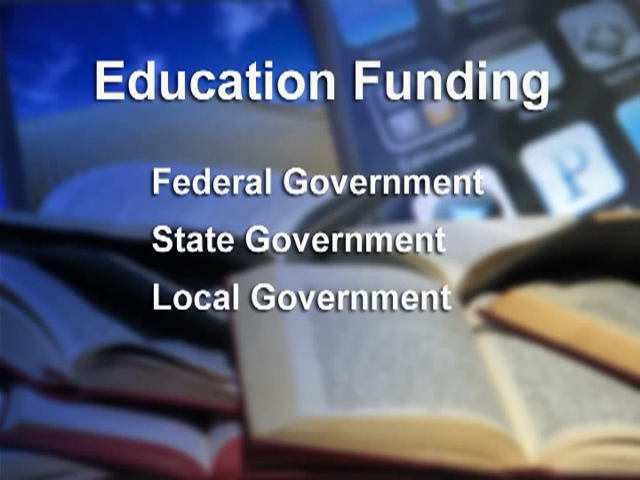 Education Funding
Federal Government
State Government
Local Government